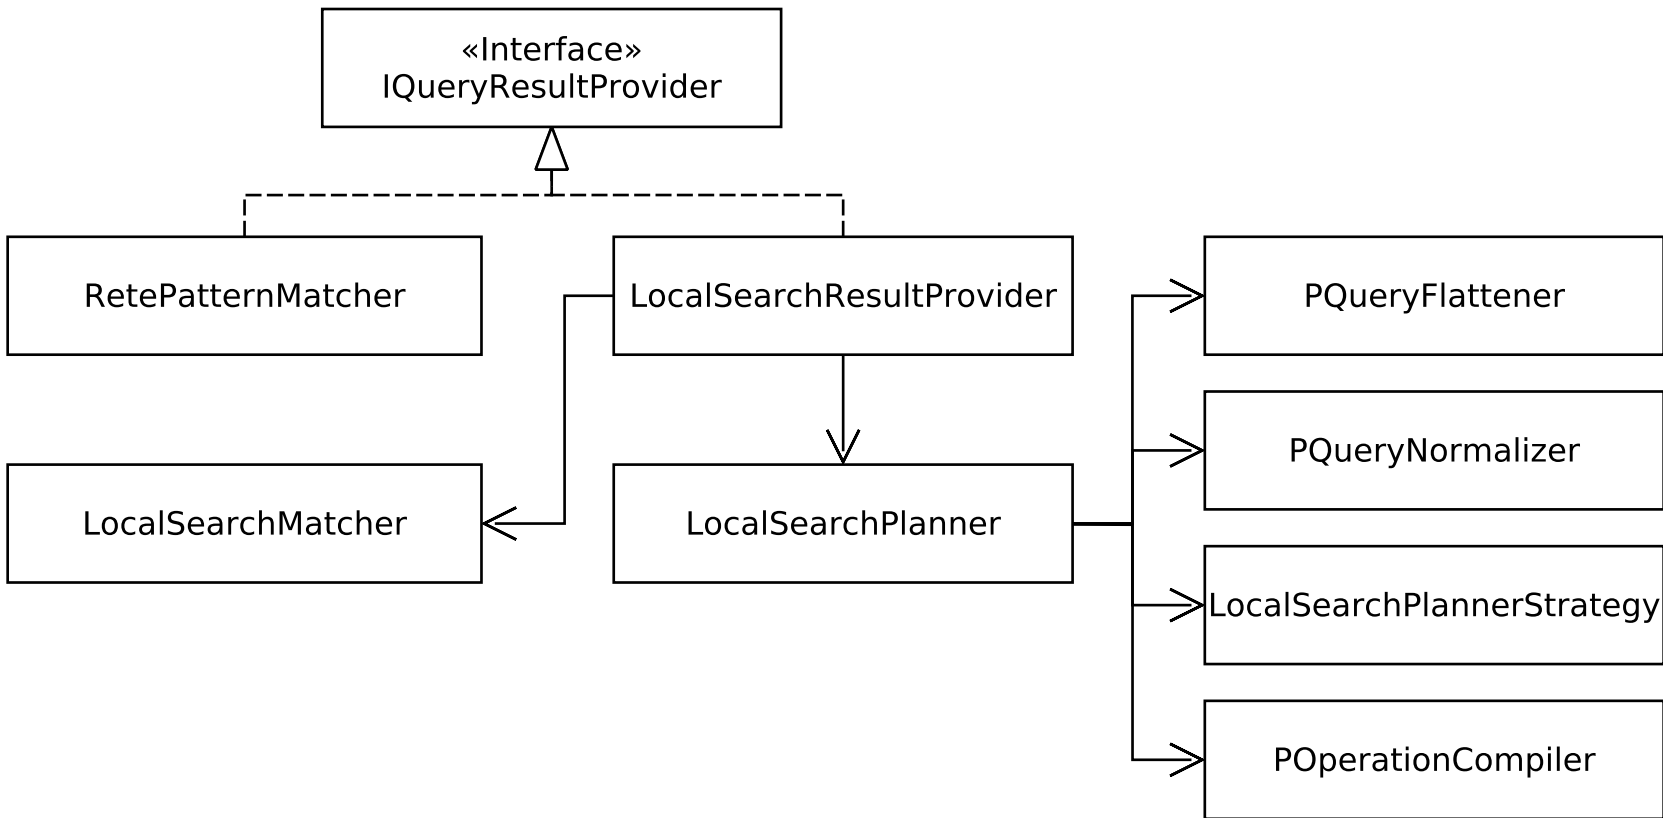 «Interface»
IQueryResultProvider
RetePatternMatcher
LocalSearchResultProvider
PQueryFlattener
PQueryNormalizer
LocalSearchMatcher
LocalSearchPlanner
LocalSearchPlannerStrategy
POperationCompiler